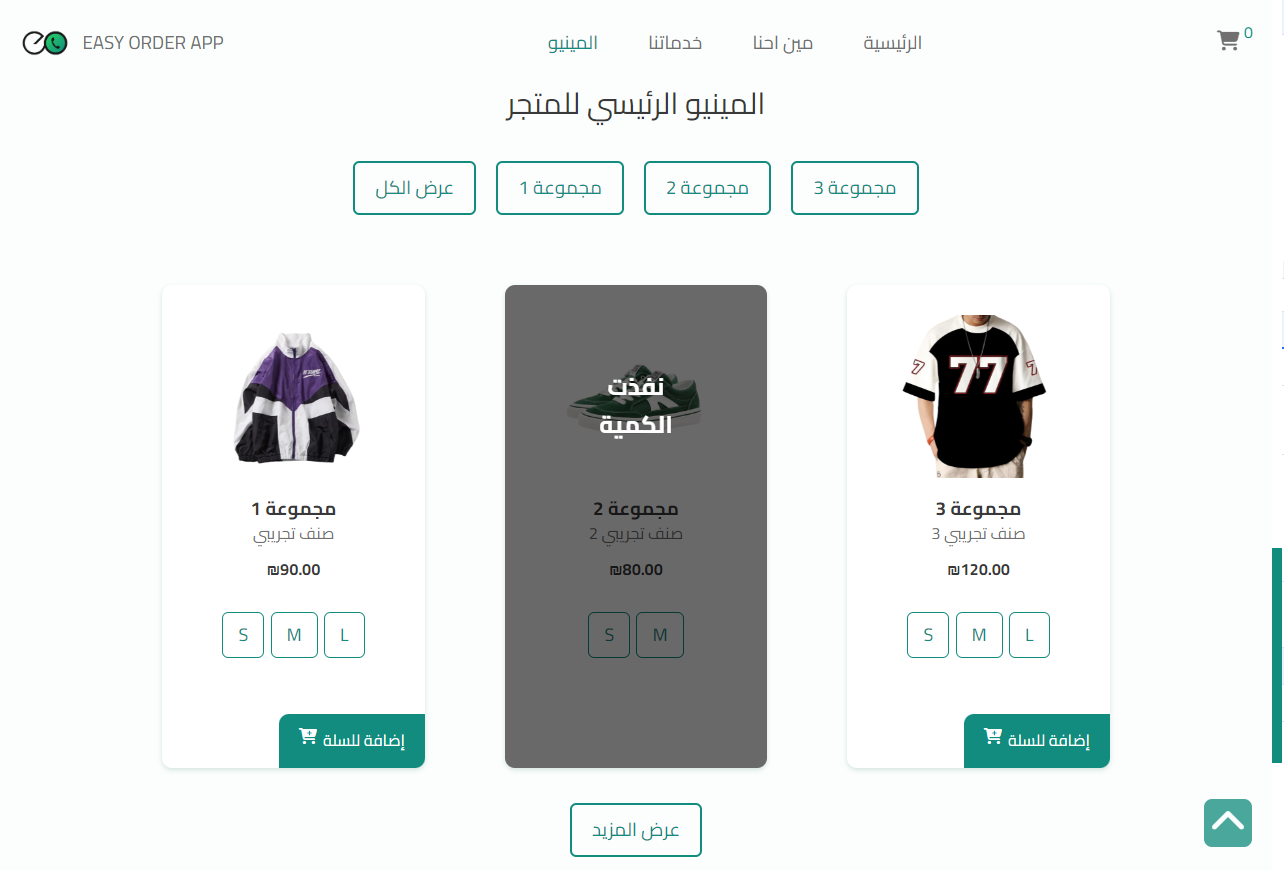 EASY ORDER APP
الرئيسية
مين احنا
خدماتنا
المينيو
0
المينيو الرئيسي للمتجر
مجموعة 3
مجموعة 2
مجموعة 1
عرض الكل
7
77
7
مجموعة 3
صنف تجريبي 3
₪120.00
S M L
إضافة للسلة
نفذت
الكمية
مجموعة 2
صنف تجريبي 2
₪80.00
S M
مجموعة 1
صنف تجريبي
₪90.00
S M L
إضافة للسلة
عرض المزيد